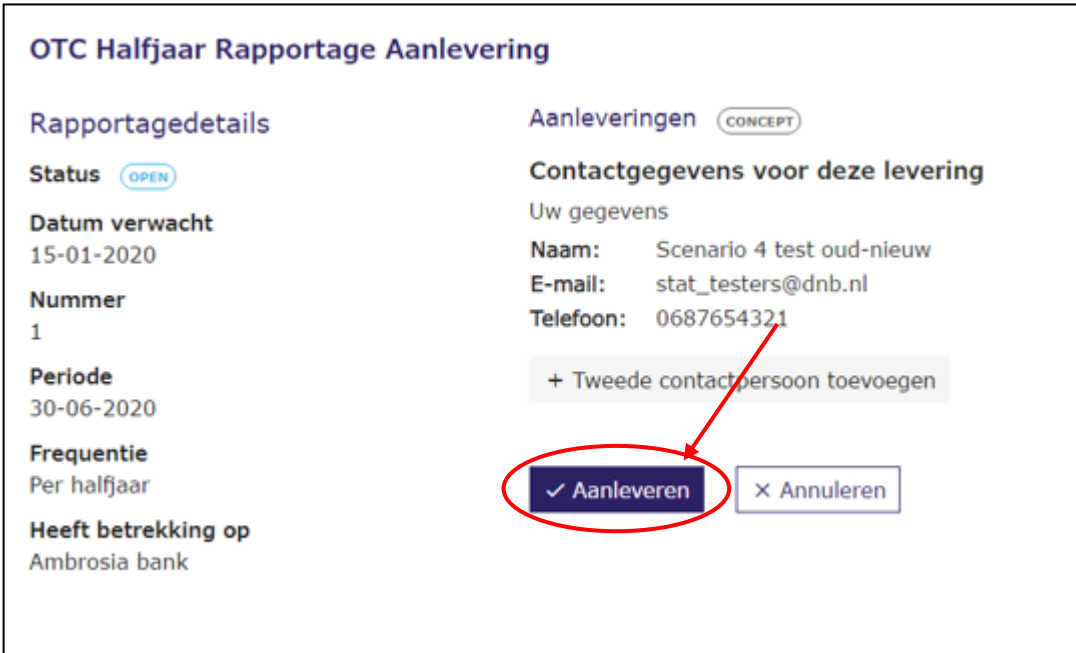 OTC Halfjaar Rapportage Aanlevering
Rapportagedetails
Status OPEN
Datum verwacht
15-01-2020
Nummer
1
Periode
30-06-2020
Frequentie
Per halfjaar
Heeft betrekking op
Ambrosia bank
Aanleveringen CONCEPT
Contactgegevens voor deze levering
Uw gegevens
Naam: Scenario 4 test oud-nieuw
E-mail: stat_testers@dnb.nl
Telefoon: 0687654321
+ Tweede contactpersoon toevoegen
✓ Aanleveren × Annuleren